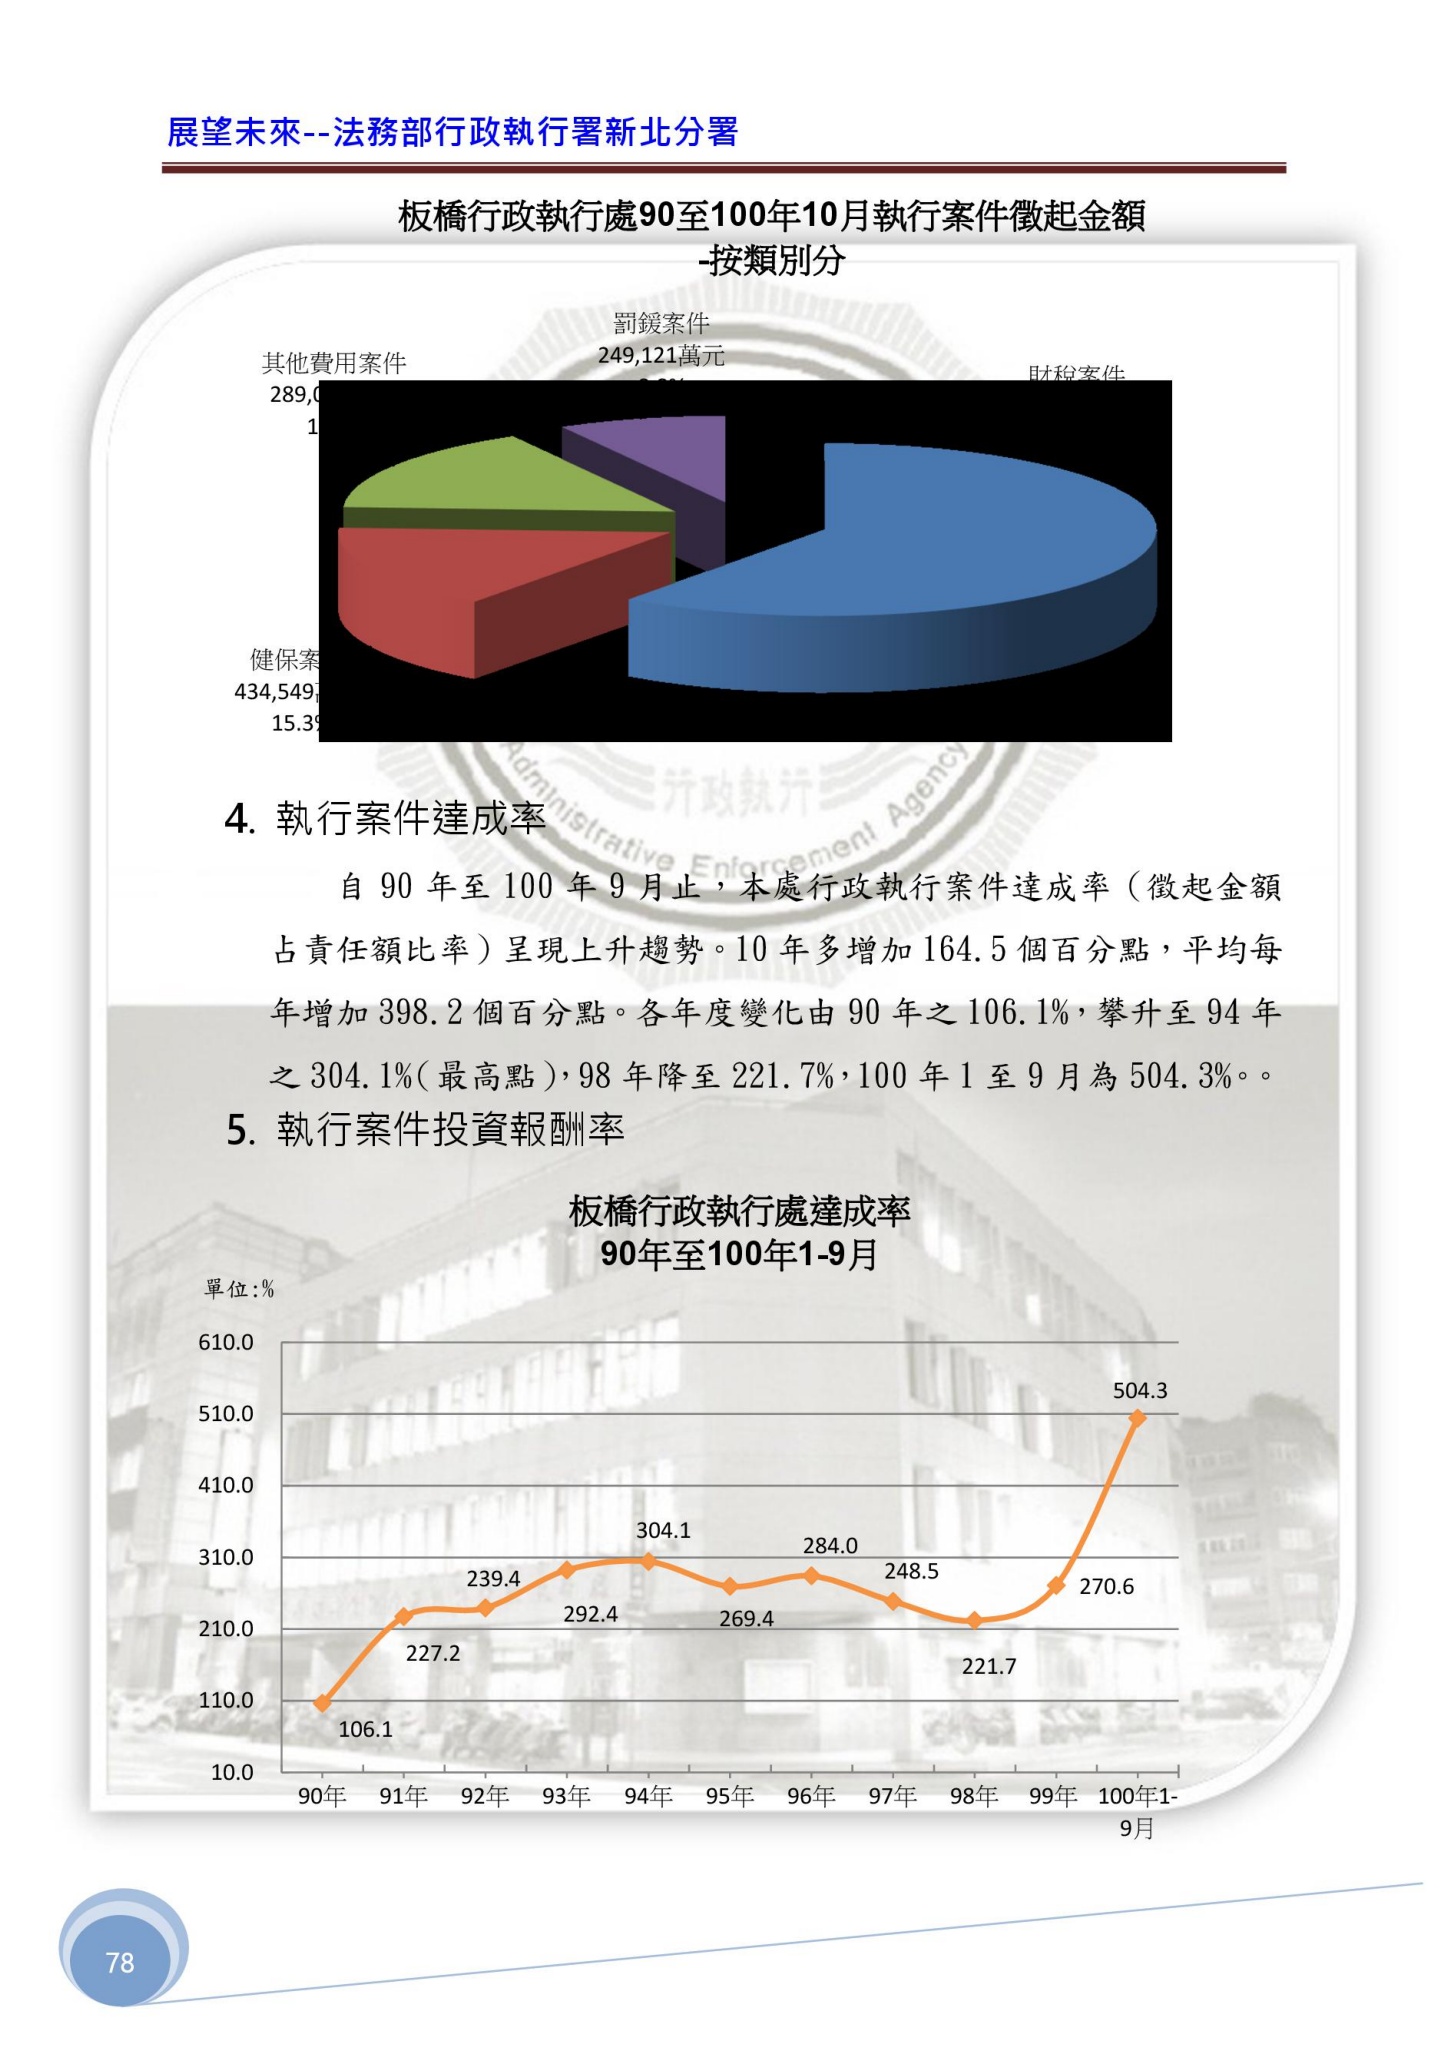 展望未來--法務部行政執行署新北分署
板橋行政執行處90至100年10月執行案件徵起金額
-按類別分
罰鍰案件
249,121萬元
其他費用案件
289,0
1
財稅案件
健保案
434,549
15.3
行政執行
Administrative Enforcement Agency
4. 執行案件達成率
自 90 年至 100 年 9 月止，本處行政執行案件達成率（徵起金額
占責任額比率）呈現上升趨勢。10 年多增加 164.5 個百分點，平均每
年增加 398.2 個百分點。各年度變化由 90 年之 106.1%，攀升至 94 年
之 304.1%(最高點)，98 年降至 221.7%，100 年 1 至 9 月為 504.3%。。
5. 執行案件投資報酬率
板橋行政執行處達成率
90年至100年1-9月
單位:%
610.0
510.0
410.0
310.0
210.0
110.0
10.0
106.1
227.2
239.4
292.4
304.1
269.4
284.0
248.5
221.7
270.6
504.3
90年 91年 92年 93年 94年 95年 96年 97年 98年 99年 100年1-
9月
78